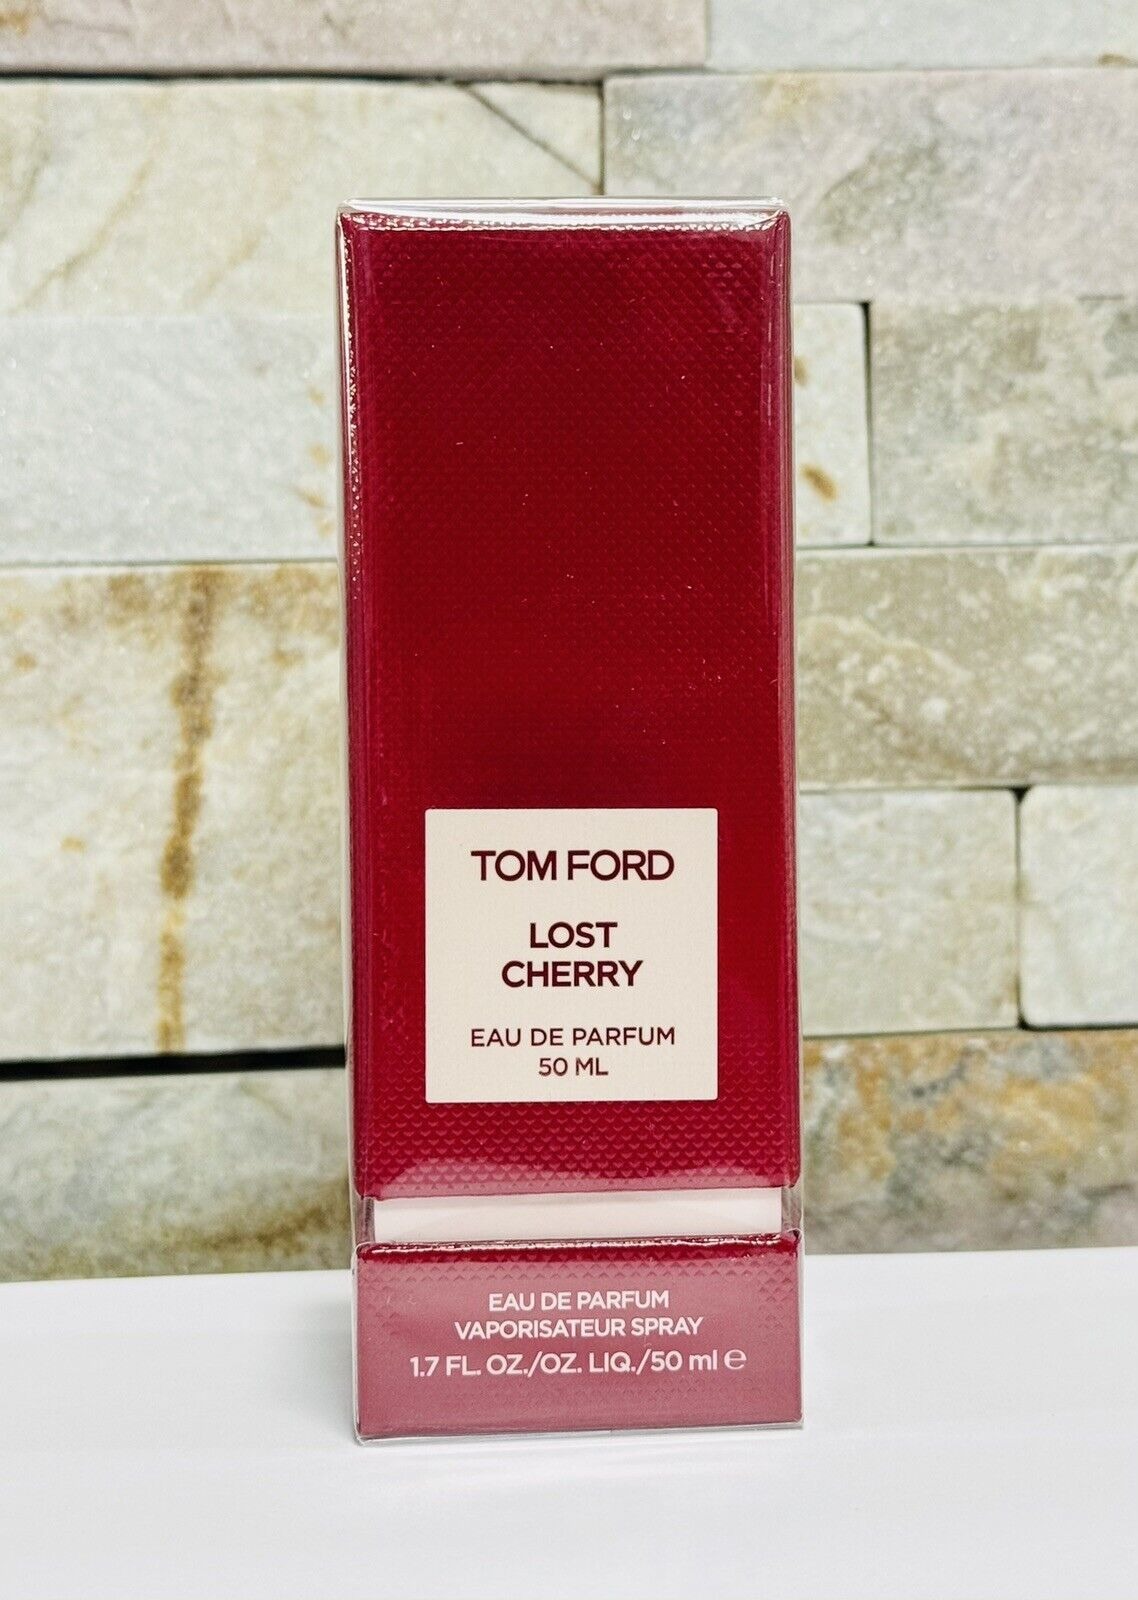 TOM FORD
LOST
CHERRY
EAU DE PARFUM
50 ML
EAU DE PARFUM
VAPORISATEUR SPRAY
1.7 FL. OZ./OZ. LIQ./50 ml ℮